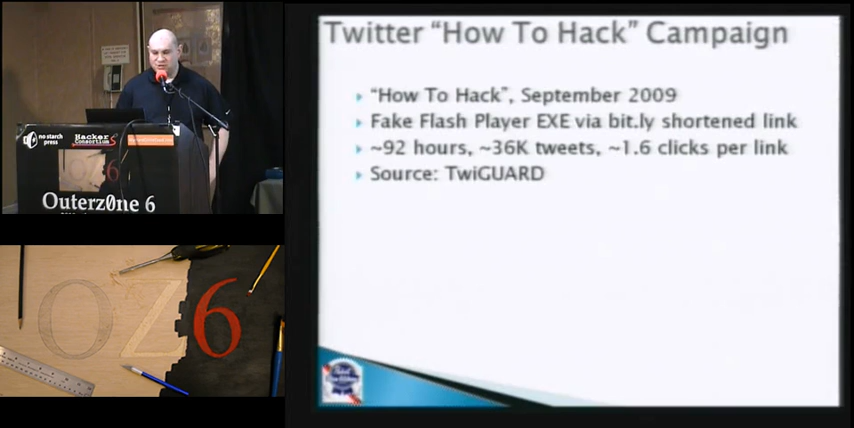 Twitter “How To Hack” Campaign
“How To Hack”, September 2009
Fake Flash Player EXE via bit.ly shortened link
~92 hours, ~36K tweets, ~1.6 clicks per link
Source: TwiGUARD
no starch
press
Hacker
Consortium
Outerz0ne 6
OZ6